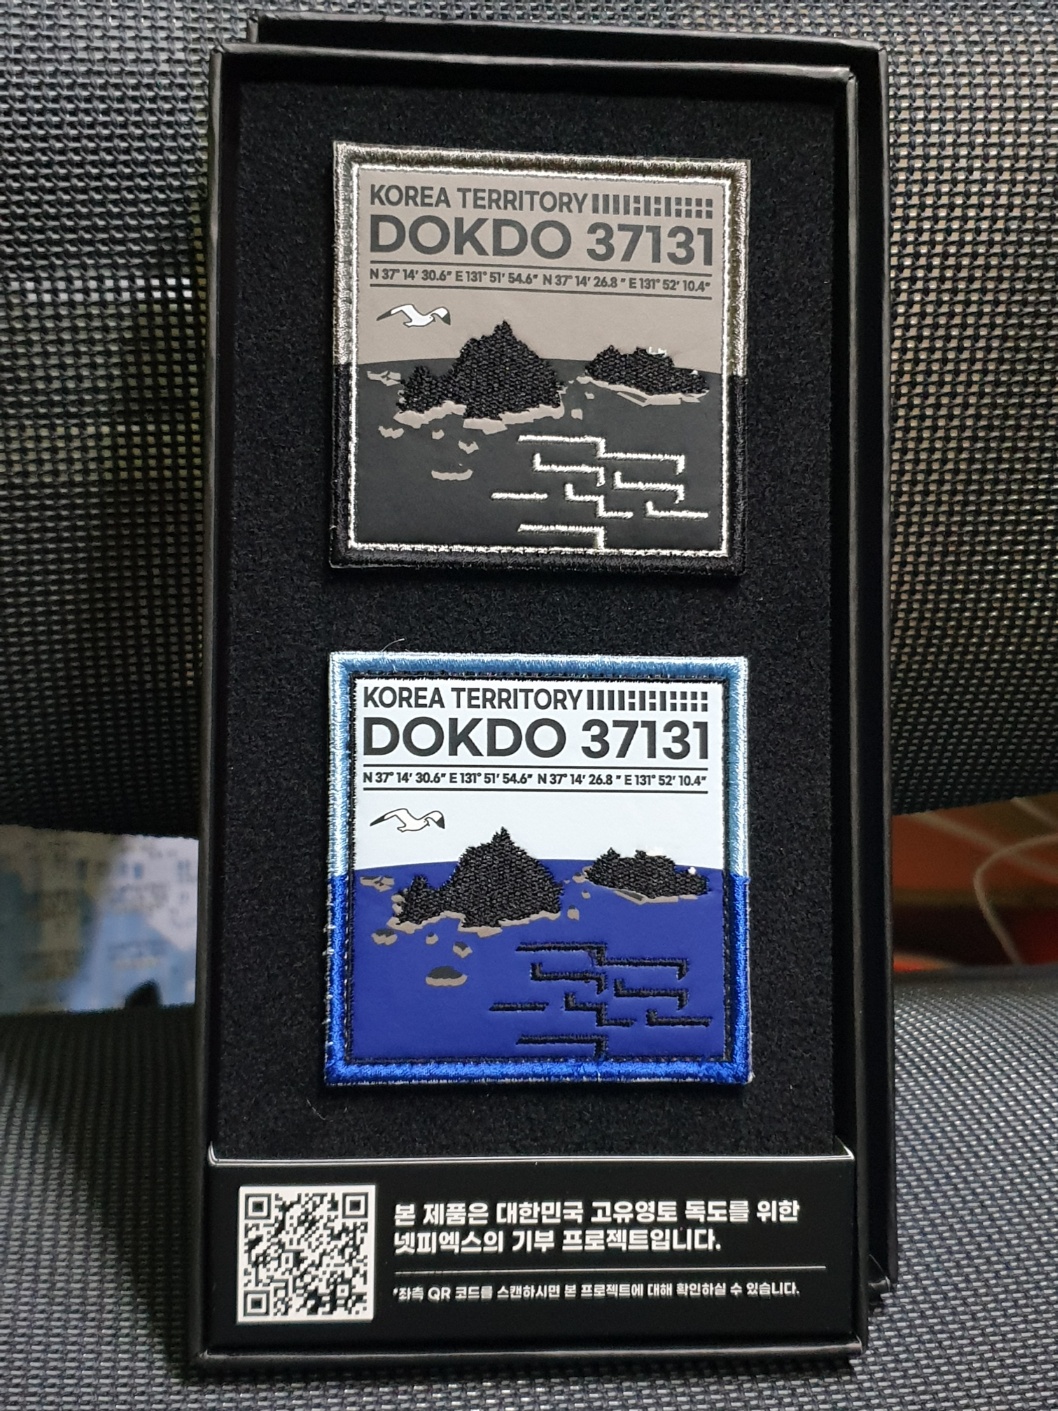 KOREA TERRITORY
DOKDO 37131
N 37° 14' 30.6" E 131° 51' 54.6" N 37° 14' 26.8 " E 131° 52' 10.4"
KOREA TERRITORY
DOKDO 37131
N 37° 14' 30.6" E 131° 51' 54.6" N 37° 14' 26.8 " E 131° 52' 10.4"
본 제품은 대한민국 고유영토 독도를 위한
넷피엑스의 기부 프로젝트입니다.
*좌측 QR 코드를 스캔하시면 본 프로젝트에 대해 확인하실 수 있습니다.